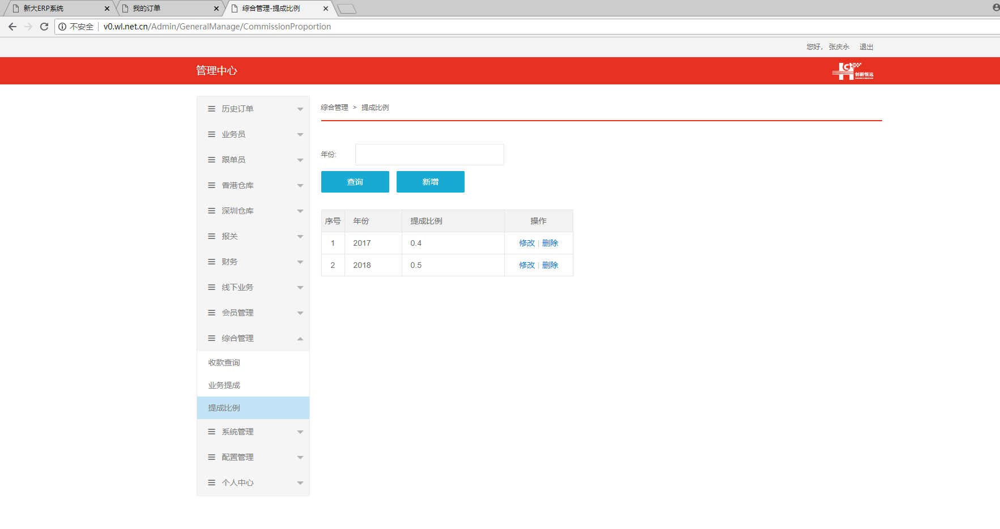 新大ERP系统 我的订单 综合管理-提成比例
不安全 v0.wl.net.cn/Admin/GeneralManage/CommissionProportion
您好， 张庆永 退出
管理中心
创新恒远
历史订单
业务员
跟单员
香港仓库
深圳仓库
报关
财务
线下业务
会员管理
综合管理
收款查询
业务提成
提成比例
系统管理
配置管理
个人中心
综合管理 > 提成比例
年份:
查询 新增
序号 年份 提成比例 操作
1 2017 0.4 修改 | 删除
2 2018 0.5 修改 | 删除